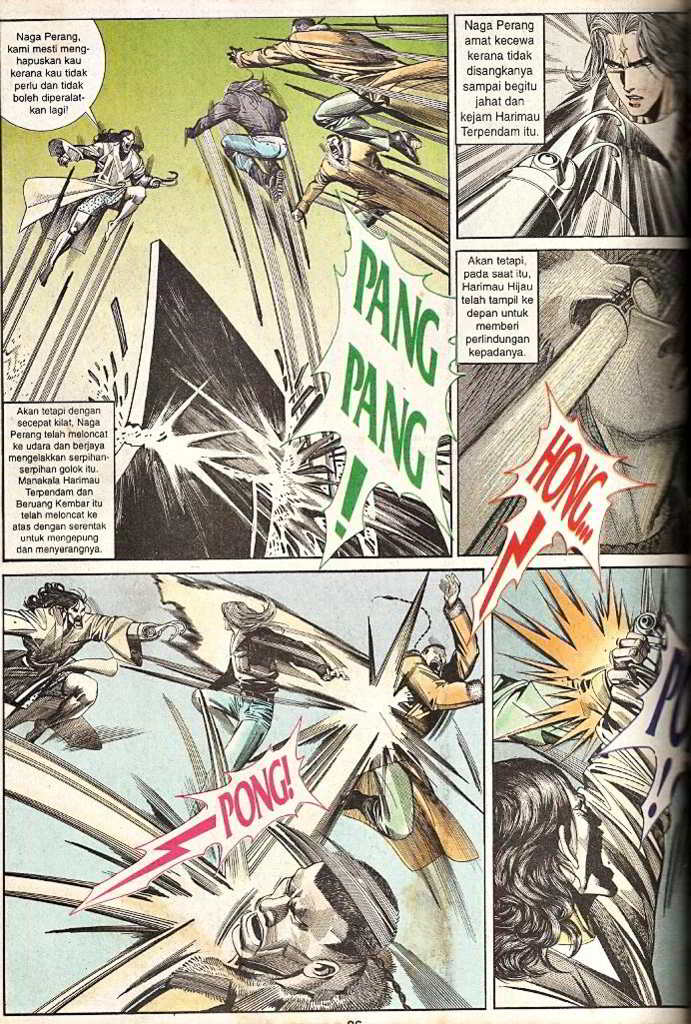 Naga Perang,
kami mesti meng-
hapuskan kau
kerana kau tidak
perlu dan tidak
boleh diperalat-
kan lagi!
Akan tetapi dengan
secepat kilat, Naga
Perang telah meloncat
ke udara dan berjaya
mengelakkan serpihan-
serpihan golok itu.
Manakala Harimau
Terpendam dan
Beruang Kembar itu
telah meloncat ke
atas dengan serentak
untuk mengepung
dan menyerangnya.
PANG
PANG
!
Naga Perang
amat kecewa
kerana tidak
disangkanya
sampai begitu
jahat dan
kejam Harimau
Terpendam itu.
Akan tetapi,
pada saat itu,
Harimau Hijau
telah tampil ke
depan untuk
memberi
perlindungan
kepadanya.
HONG...
PONG!